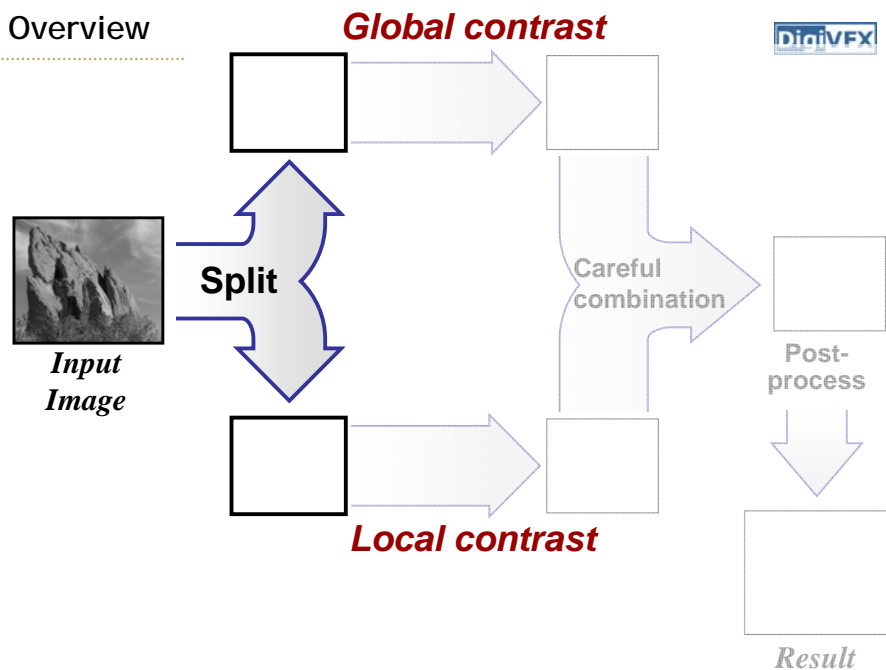 Overview
Global contrast
DigiVFX
Split
Input
Image
Careful
combination
Post-
process
Local contrast
Result